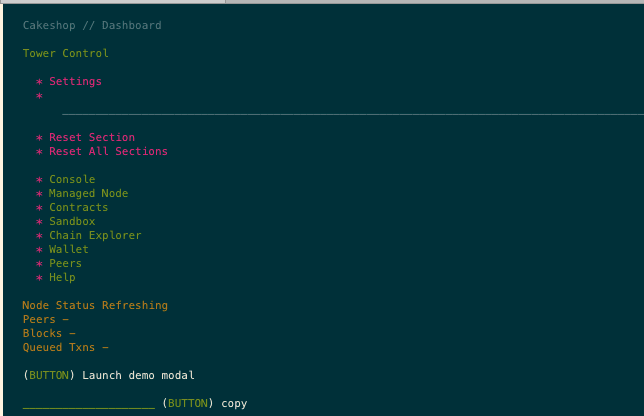 Cakeshop // Dashboard
Tower Control
* Settings
*
* Reset Section
* Reset All Sections
* Console
* Managed Node
* Contracts
* Sandbox
* Chain Explorer
* Wallet
* Peers
* Help
Node Status Refreshing
Peers −
Blocks −
Queued Txns −
(BUTTON) Launch demo modal
____________________ (BUTTON) copy